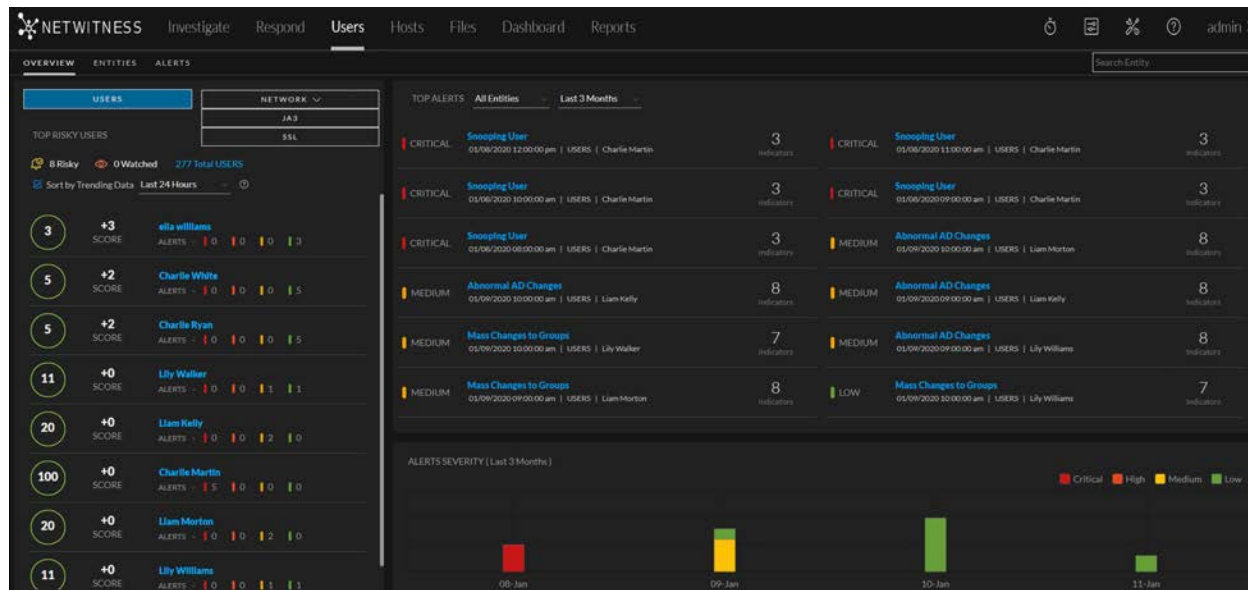 NETWITNESS Investigate Respond Users Hosts Files Dashboard Reports admin
OVERVIEW ENTITIES ALERTS Search Entity
USERS NETWORK
JA3
SSL
TOP RISKY USERS
8 Risky 0 Watched 277 Total USERS
Sort by Trending Data Last 24 Hours
3 +3 SCORE ella williams
ALERTS - 0 0 0 3
5 +2 SCORE Charlie White
ALERTS - 0 0 0 5
5 +2 SCORE Charlie Ryan
ALERTS - 0 0 0 5
11 +0 SCORE Lily Walker
ALERTS - 0 0 1 1
20 +0 SCORE Liam Kelly
ALERTS - 0 0 2 0
100 +0 SCORE Charlie Martin
ALERTS - 5 0 0 0
20 +0 SCORE Liam Morton
ALERTS - 0 0 2 0
11 +0 SCORE Lily Williams
ALERTS - 0 0 1 1
TOP ALERTS All Entities Last 3 Months
CRITICAL Snooping User 3
01/08/2020 12:00:00 pm | USERS | Charlie Martin Indicators
CRITICAL Snooping User 3
01/08/2020 11:00:00 am | USERS | Charlie Martin Indicators
CRITICAL Snooping User 3
01/08/2020 10:00:00 am | USERS | Charlie Martin Indicators
CRITICAL Snooping User 3
01/08/2020 09:00:00 am | USERS | Charlie Martin Indicators
CRITICAL Snooping User 3
01/08/2020 08:00:00 am | USERS | Charlie Martin Indicators
MEDIUM Abnormal AD Changes 8
01/09/2020 10:00:00 am | USERS | Liam Morton Indicators
MEDIUM Abnormal AD Changes 8
01/09/2020 10:00:00 am | USERS | Liam Kelly Indicators
MEDIUM Abnormal AD Changes 8
01/09/2020 09:00:00 am | USERS | Liam Kelly Indicators
MEDIUM Mass Changes to Groups 7
01/09/2020 10:00:00 am | USERS | Lily Walker Indicators
MEDIUM Abnormal AD Changes 8
01/09/2020 09:00:00 am | USERS | Lily Williams Indicators
MEDIUM Mass Changes to Groups 8
01/09/2020 09:00:00 am | USERS | Liam Morton Indicators
LOW Mass Changes to Groups 7
01/09/2020 10:00:00 am | USERS | Lily Williams Indicators
ALERTS SEVERITY ( Last 3 Months )
Critical High Medium Low
08-Jan 09-Jan 10-Jan 11-Jan